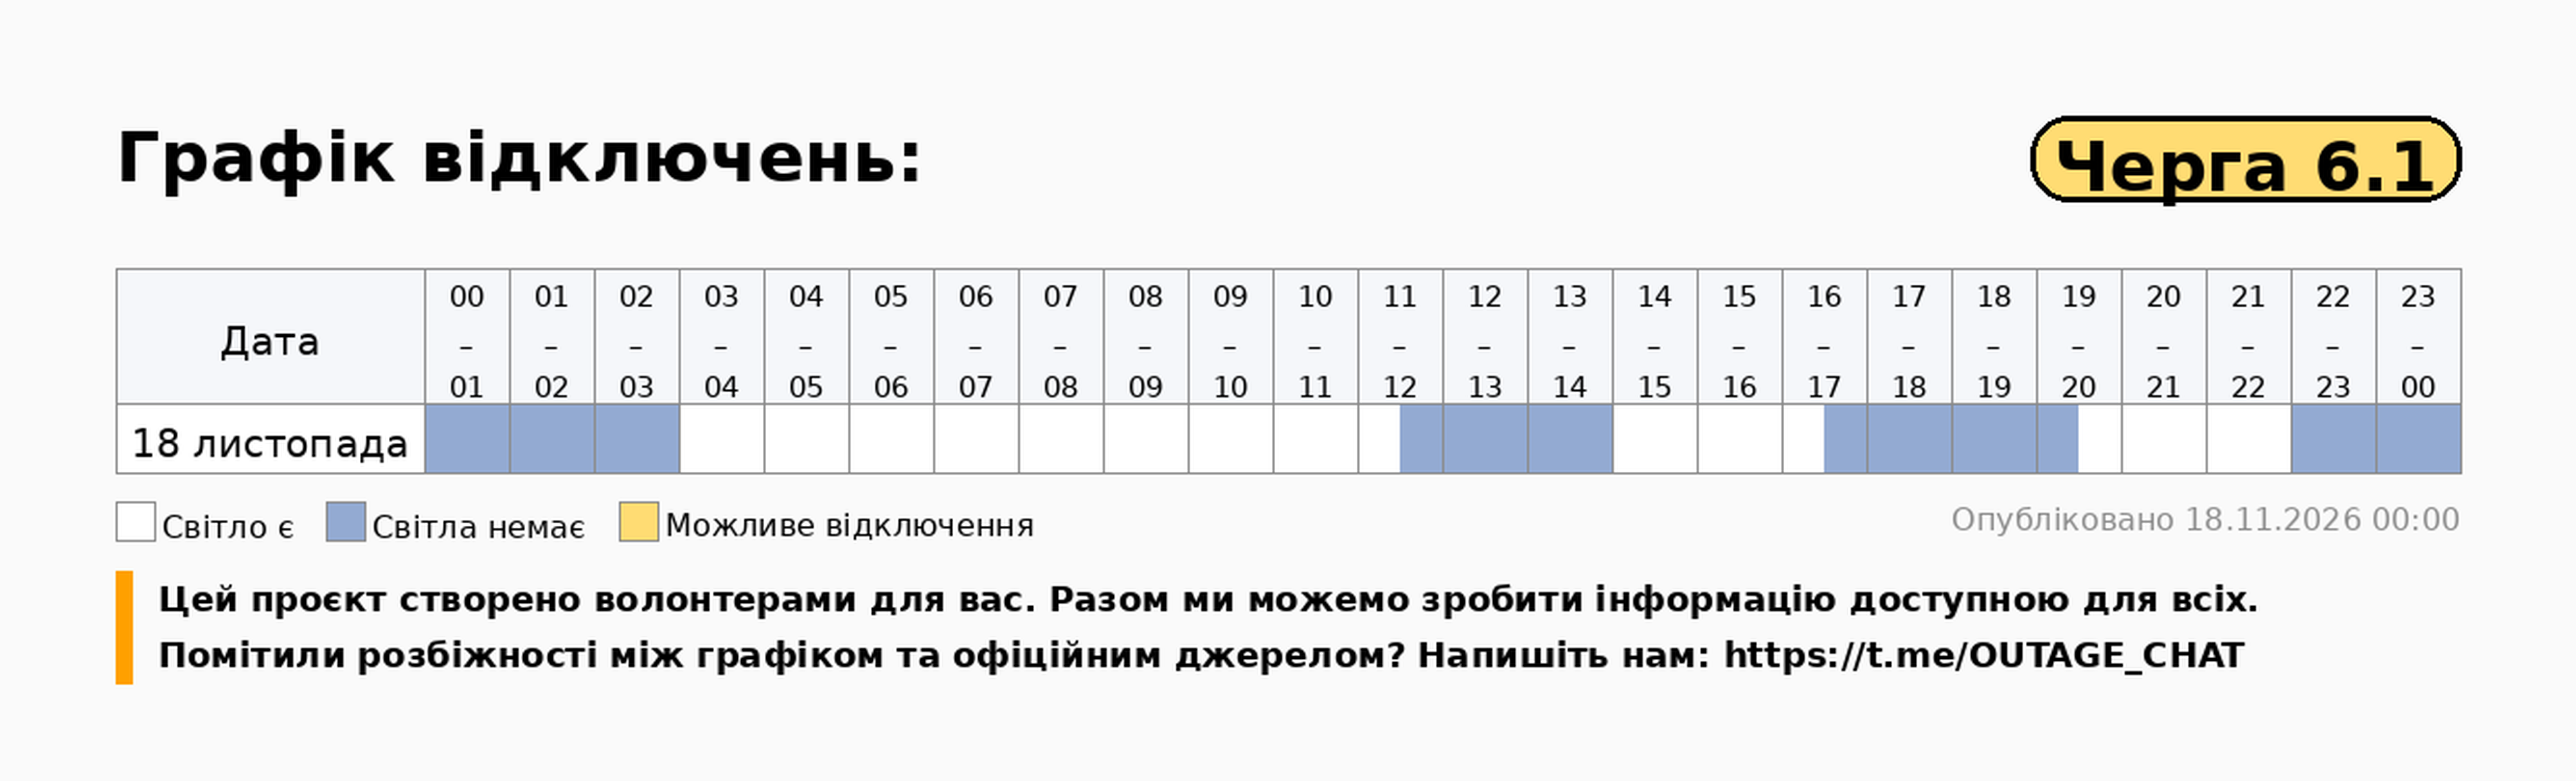 Графік відключень:
Черга 6.1
Дата
00 – 01
01 – 02
02 – 03
03 – 04
04 – 05
05 – 06
06 – 07
07 – 08
08 – 09
09 – 10
10 – 11
11 – 12
12 – 13
13 – 14
14 – 15
15 – 16
16 – 17
17 – 18
18 – 19
19 – 20
20 – 21
21 – 22
22 – 23
23 – 00
18 листопада
Світло є
Світла немає
Можливе відключення
Опубліковано 18.11.2026 00:00
Цей проєкт створено волонтерами для вас. Разом ми можемо зробити інформацію доступною для всіх.
Помітили розбіжності між графіком та офіційним джерелом? Напишіть нам: https://t.me/OUTAGE_CHAT